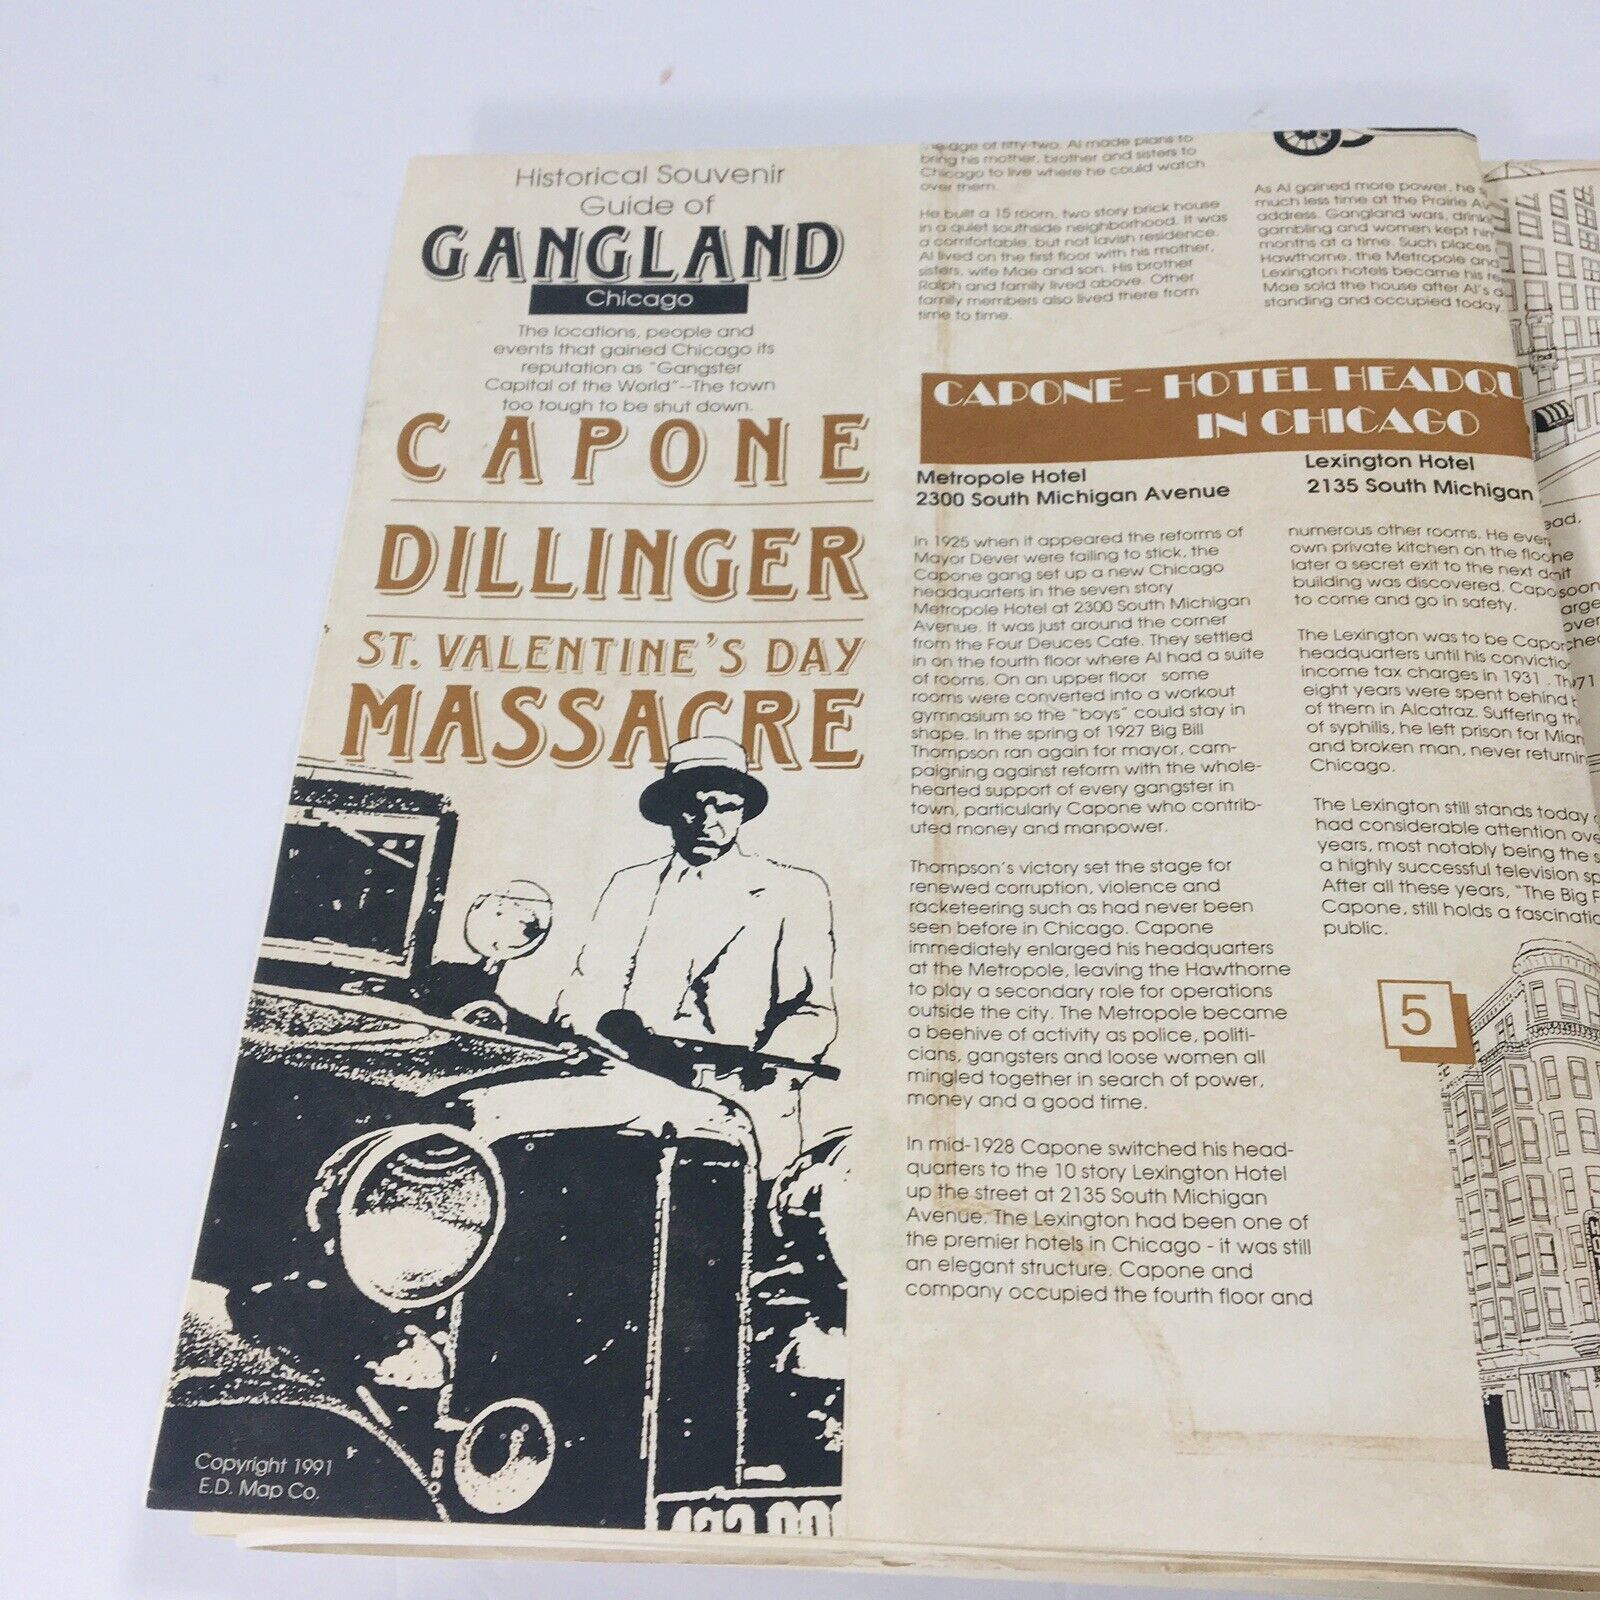 Historical Souvenir
Guide of
GANGLAND
Chicago
The locations, people and
events that gained Chicago its
reputation as "Gangster
Capital of the World"--The town
too tough to be shut down.
CAPONE
DILLINGER
ST. VALENTINE'S DAY
MASSACRE
Copyright 1991
E.D. Map Co.
age of fifty-two, Al made plans to
bring his mother, brother and sisters to
Chicago to live where he could watch
over them.
He built a 15 room, two story brick house
in a quiet southside neighborhood. It was
a comfortable, but not lavish residence.
Al lived on the first floor with his mother,
sisters, wife Mae and son. His brother
Ralph and family lived above. Other
family members also lived there from
time to time.
As Al gained more power, he
much less time at the Prairie
address. Gangland wars,
gambling and women kept
months at a time. Such places
Hawthorne, the Metropole and
Lexington hotels became his
Mae sold the house after Al's
standing and occupied today
CAPONE - HOTEL
IN CHICAGO
Metropole Hotel
2300 South Michigan Avenue
In 1925 when it appeared the reforms of
Mayor Dever were failing to stick, the
Capone gang set up a new Chicago
headquarters in the seven story
Metropole Hotel at 2300 South Michigan
Avenue. It was just around the corner
from the Four Deuces Cafe. They settled
in on the fourth floor where Al had a suite
of rooms. On an upper floor some
rooms were converted into a workout
gymnasium so the "boys" could stay in
shape. In the spring of 1927 Big Bill
Thompson ran again for mayor, cam-
paigning against reform with the whole-
hearted support of every gangster in
town, particularly Capone who contrib-
uted money and manpower.
Thompson's victory set the stage for
renewed corruption, violence and
racketeering such as had never been
seen before in Chicago. Capone
immediately enlarged his headquarters
at the Metropole, leaving the Hawthorne
to play a secondary role for operations
outside the city. The Metropole became
a beehive of activity as police, politi-
cians, gangsters and loose women all
mingled together in search of power,
money and a good time.
In mid-1928 Capone switched his head-
quarters to the 10 story Lexington Hotel
up the street at 2135 South Michigan
Avenue. The Lexington had been one of
the premier hotels in Chicago - it was still
an elegant structure. Capone and
company occupied the fourth floor and
Lexington Hotel
2135 South Michigan
numerous other rooms. He
own private kitchen on the
later a secret exit to the next
building was discovered.
to come and go in safety.
The Lexington was to be
headquarters until his
income tax charges in 1931.
eight years were spent behind
of them in Alcatraz. Suffering
of syphilis, he left prison for
and broken man, never
Chicago.
The Lexington still stands today
had considerable attention
years, most notably being the
a highly successful television
After all these years, "The Big
Capone, still holds a
public.
5